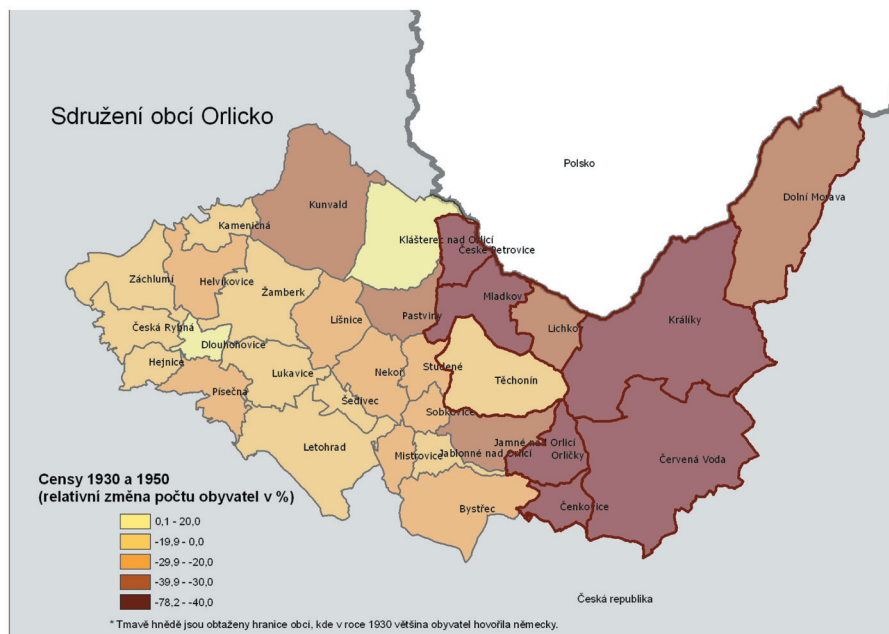 Sdružení obcí Orlicko
Polsko
Dolní Morava
Kunvald
Kameničná
Klášterec nad Orlicí
České Petrovice
Záchlumí
Helvíkovice
Žamberk
Mladkov
Králíky
Líšnice
Pastviny
Lichkov
Česká Rybná
Dlouhoňovice
Hejnice
Lukavice
Nekoř
Studené
Těchonín
Písečná
Šedivec
Sobkovice
Letohrad
Mistrovice
Jamné nad Orlicí
Jablonné nad Orlicí
Orličky
Červená Voda
Bystřec
Čenkovice
Censy 1930 a 1950
(relativní změna počtu obyvatel v %)
0,1 - 20,0
-19,9 - 0,0
-29,9 - -20,0
-39,9 - -30,0
-78,2 - -40,0
Česká republika
* Tmavě hnědě jsou obtaženy hranice obcí, kde v roce 1930 většina obyvatel hovořila německy.